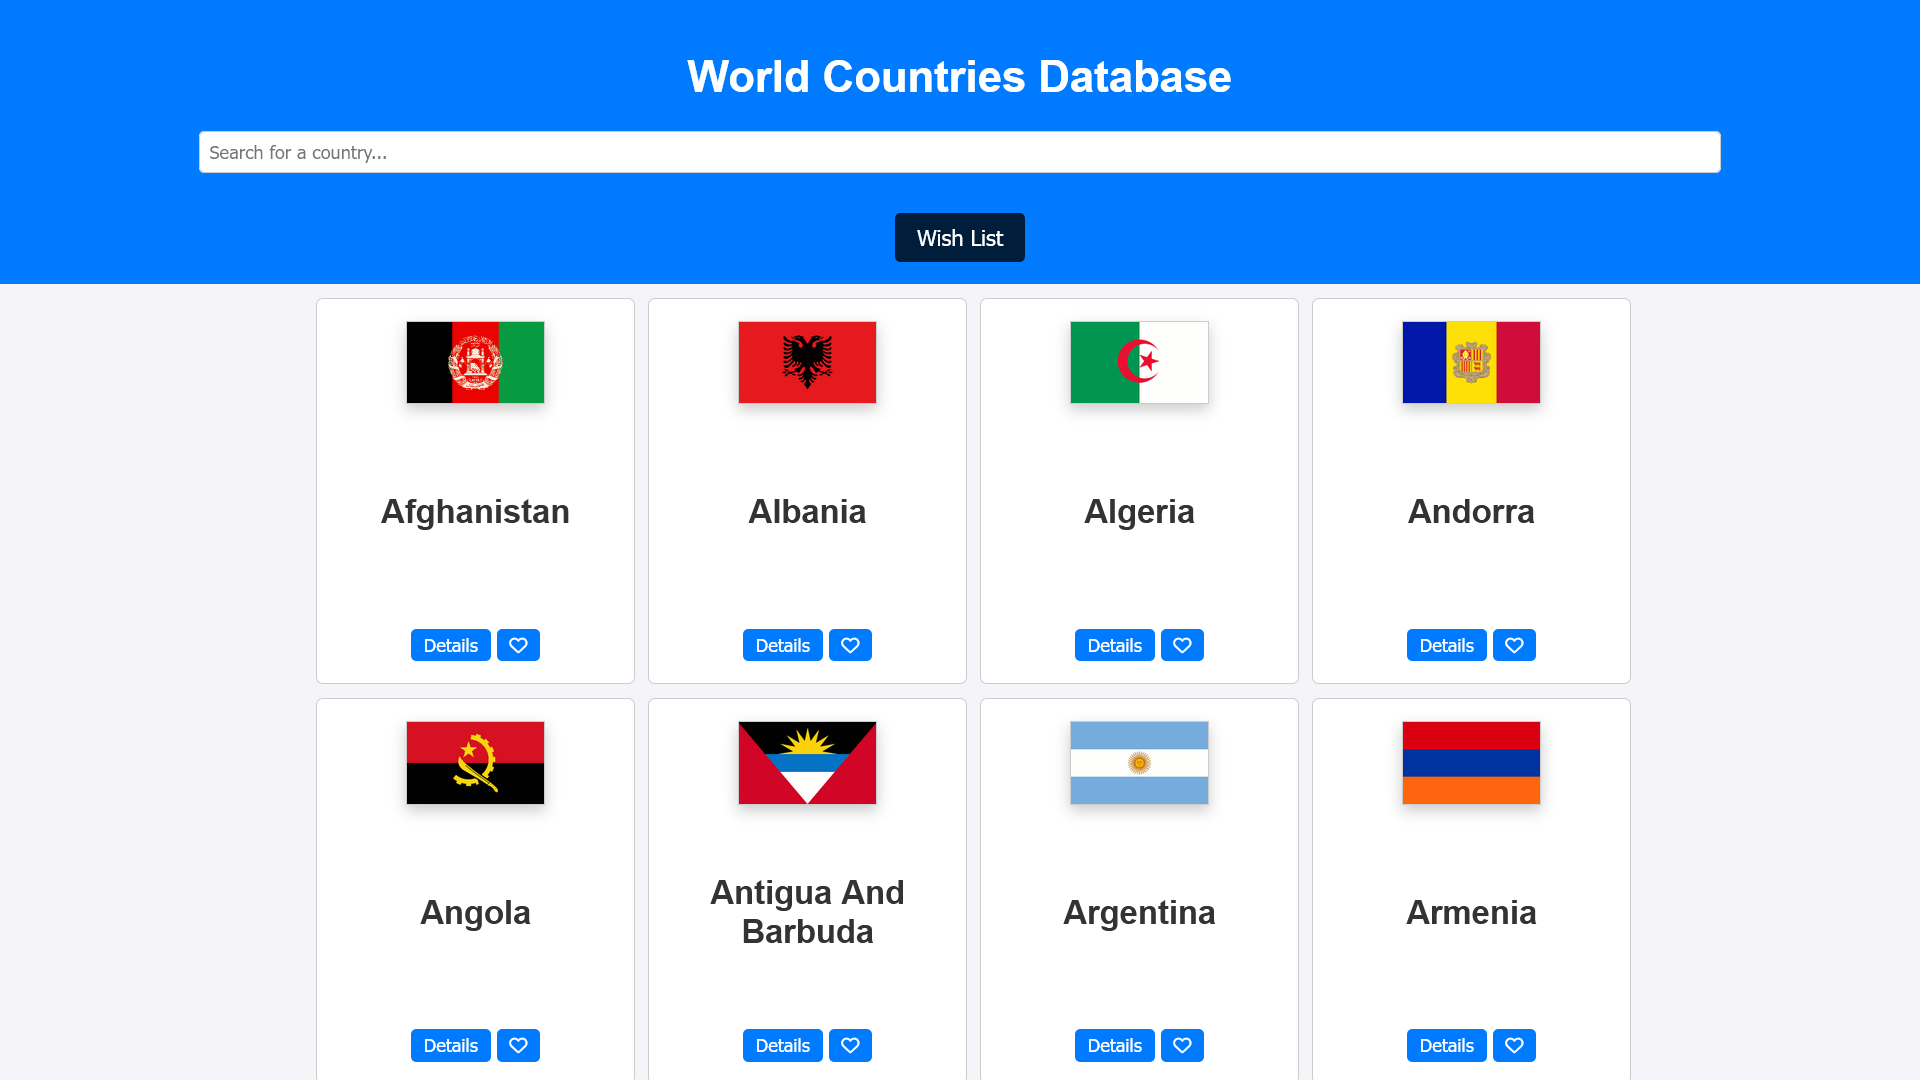 World Countries Database
Search for a country...
Wish List
Afghanistan
Albania
Algeria
Andorra
Details
Details
Details
Details
Angola
Antigua And
Barbuda
Argentina
Armenia
Details
Details
Details
Details